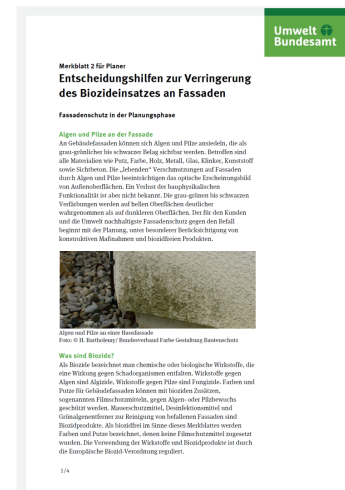 Umwelt
Bundesamt
Merkblatt 2 für Planer
Entscheidungshilfen zur Verringerung
des Biozideinsatzes an Fassaden
Fassadenschutz in der Planungsphase
Algen und Pilze an der Fassade
An Gebäudefassaden können sich Algen und Pilze ansiedeln, die als
grau-grünlicher bis schwarzer Belag sichtbar werden. Betroffen sind
alle Materialien wie Putz, Farbe, Holz, Metall, Glas, Klinker, Kunststoff
sowie Sichtbeton. Die „lebenden“ Verschmutzungen auf Fassaden
durch Algen und Pilze beeinträchtigen das optische Erscheinungsbild
von Außenoberflächen. Ein Verlust der bauphysikalischen
Funktionalität ist aber nicht bekannt. Die grau-grünen bis schwarzen
Verfärbungen werden auf hellen Oberflächen deutlicher
wahrgenommen als auf dunkleren Oberflächen. Der für den Kunden
und die Umwelt nachhaltigste Fassadenschutz gegen den Befall
beginnt mit der Planung, unter besonderer Berücksichtigung von
konstruktiven Maßnahmen und biozidfreien Produkten.
Algen und Pilze an einer Hausfassade
Foto: © H. Bartholemy/ Bundesverband Farbe Gestaltung Bautenschutz
Was sind Biozide?
Als Biozide bezeichnet man chemische oder biologische Wirkstoffe, die
eine Wirkung gegen Schadorganismen entfalten. Wirkstoffe gegen
Algen sind Algizide, Wirkstoffe gegen Pilze sind Fungizide. Farben und
Putze für Gebäudefassaden können mit bioziden Zusätzen,
sogenannten Filmschutzmitteln, gegen Algen- oder Pilzbewuchs
geschützt werden. Mauerschutzmittel, Desinfektionsmittel und
Grünalgenentferner zur Reinigung von befallenen Fassaden sind
Biozidprodukte. Als biozidfrei im Sinne dieses Merkblattes werden
Farben und Putze bezeichnet, denen keine Filmschutzmittel zugesetzt
wurden. Die Verwendung der Wirkstoffe und Biozidprodukte ist durch
die Europäische Biozid-Verordnung reguliert.
1/4